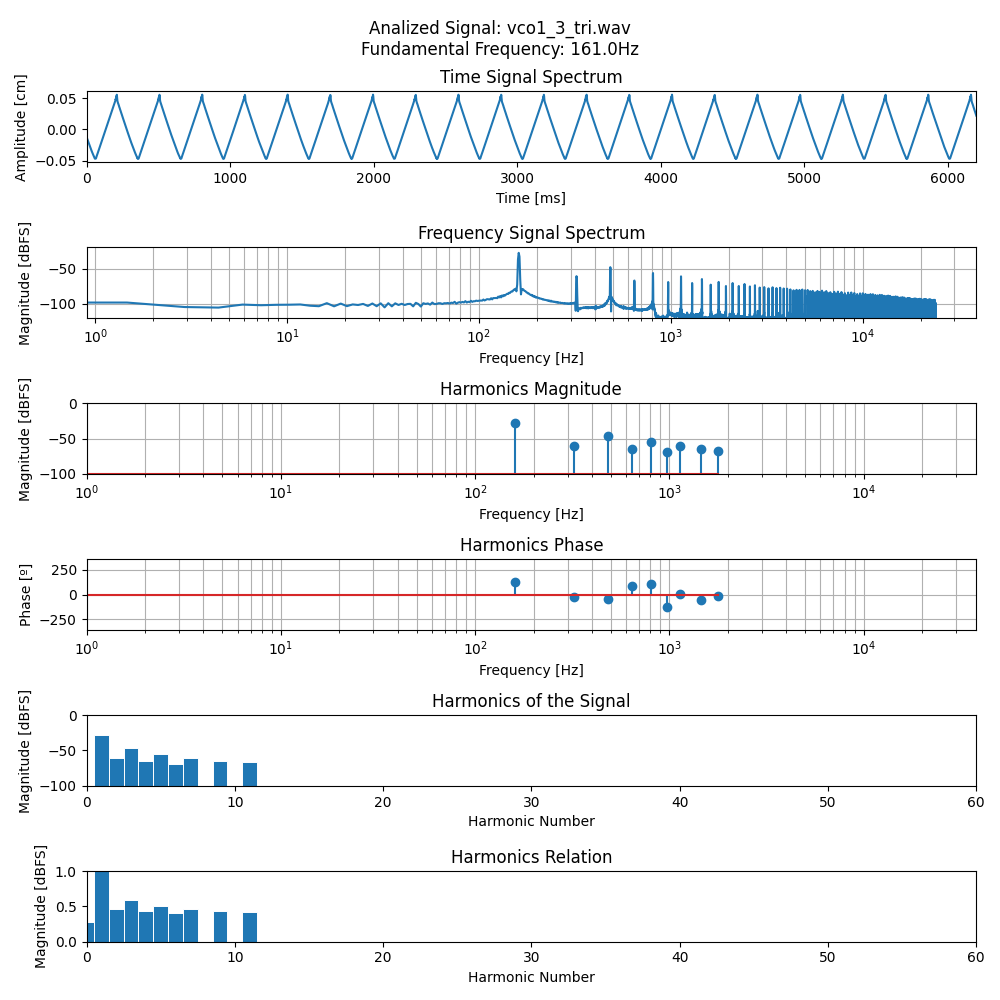 Analized Signal: vco1_3_tri.wav
Fundamental Frequency: 161.0Hz
Time Signal Spectrum
Amplitude [cm]
0.05
0.00
−0.05
0 1000 2000 3000 4000 5000 6000
Time [ms]
Frequency Signal Spectrum
Magnitude [dBFS]
−50
−100
10^0 10^1 10^2 10^3 10^4
Frequency [Hz]
Harmonics Magnitude
Magnitude [dBFS]
0
−50
−100
10^0 10^1 10^2 10^3 10^4
Frequency [Hz]
Harmonics Phase
Phase [º]
250
0
−250
10^0 10^1 10^2 10^3 10^4
Frequency [Hz]
Harmonics of the Signal
Magnitude [dBFS]
0
−50
−100
0 10 20 30 40 50 60
Harmonic Number
Harmonics Relation
Magnitude [dBFS]
1.0
0.5
0.0
0 10 20 30 40 50 60
Harmonic Number